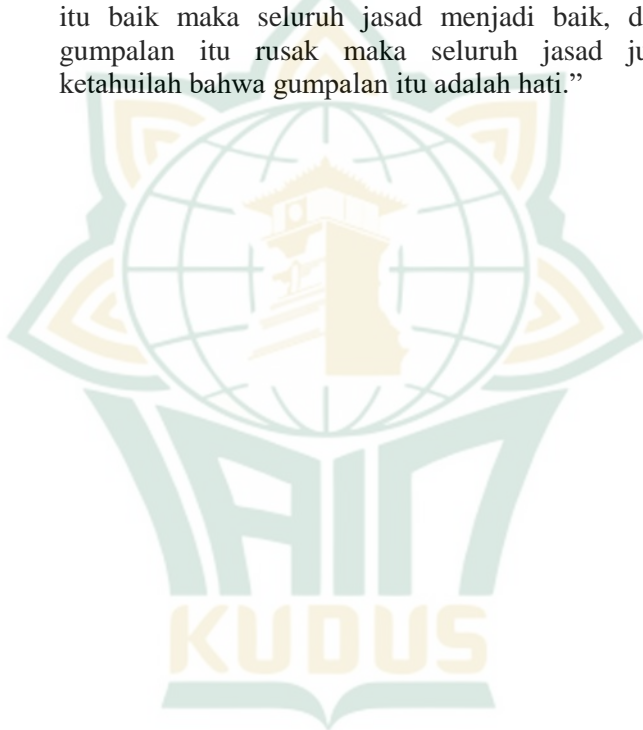 itu baik maka seluruh jasad menjadi baik, d
gumpalan itu rusak maka seluruh jasad ju
ketahuilah bahwa gumpalan itu adalah hati.”
IAIN
KUDUS